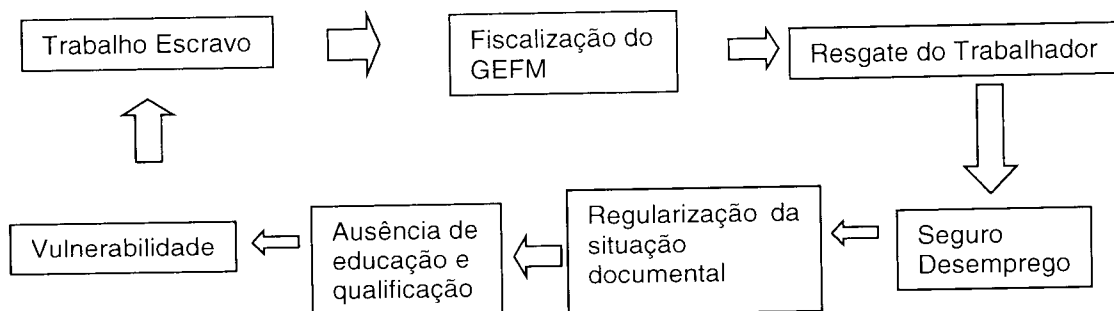 Trabalho Escravo
Fiscalização do
GEFM
Resgate do Trabalhador
Seguro
Desemprego
Regularização da
situação
documental
Ausência de
educação e
qualificação
Vulnerabilidade